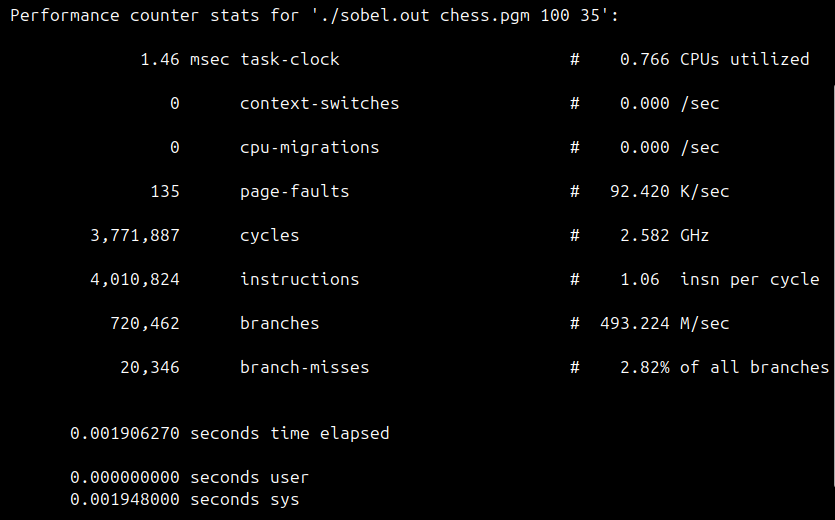 Performance counter stats for './sobel.out chess.pgm 100 35':
1.46 msec task-clock # 0.766 CPUs utilized
0 context-switches # 0.000 /sec
0 cpu-migrations # 0.000 /sec
135 page-faults # 92.420 K/sec
3,771,887 cycles # 2.582 GHz
4,010,824 instructions # 1.06 insn per cycle
720,462 branches # 493.224 M/sec
20,346 branch-misses # 2.82% of all branches
0.001906270 seconds time elapsed
0.000000000 seconds user
0.001948000 seconds sys